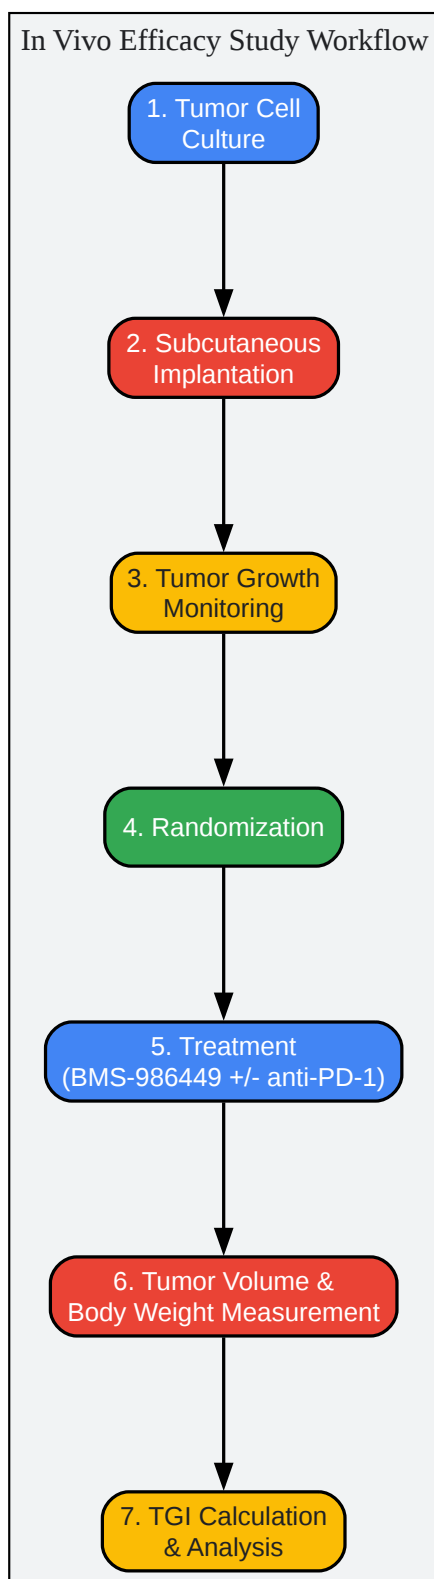 In Vivo Efficacy Study Workflow
1. Tumor Cell
Culture
2. Subcutaneous
Implantation
3. Tumor Growth
Monitoring
4. Randomization
5. Treatment
(BMS-986449 +/- anti-PD-1)
6. Tumor Volume &
Body Weight Measurement
7. TGI Calculation
& Analysis